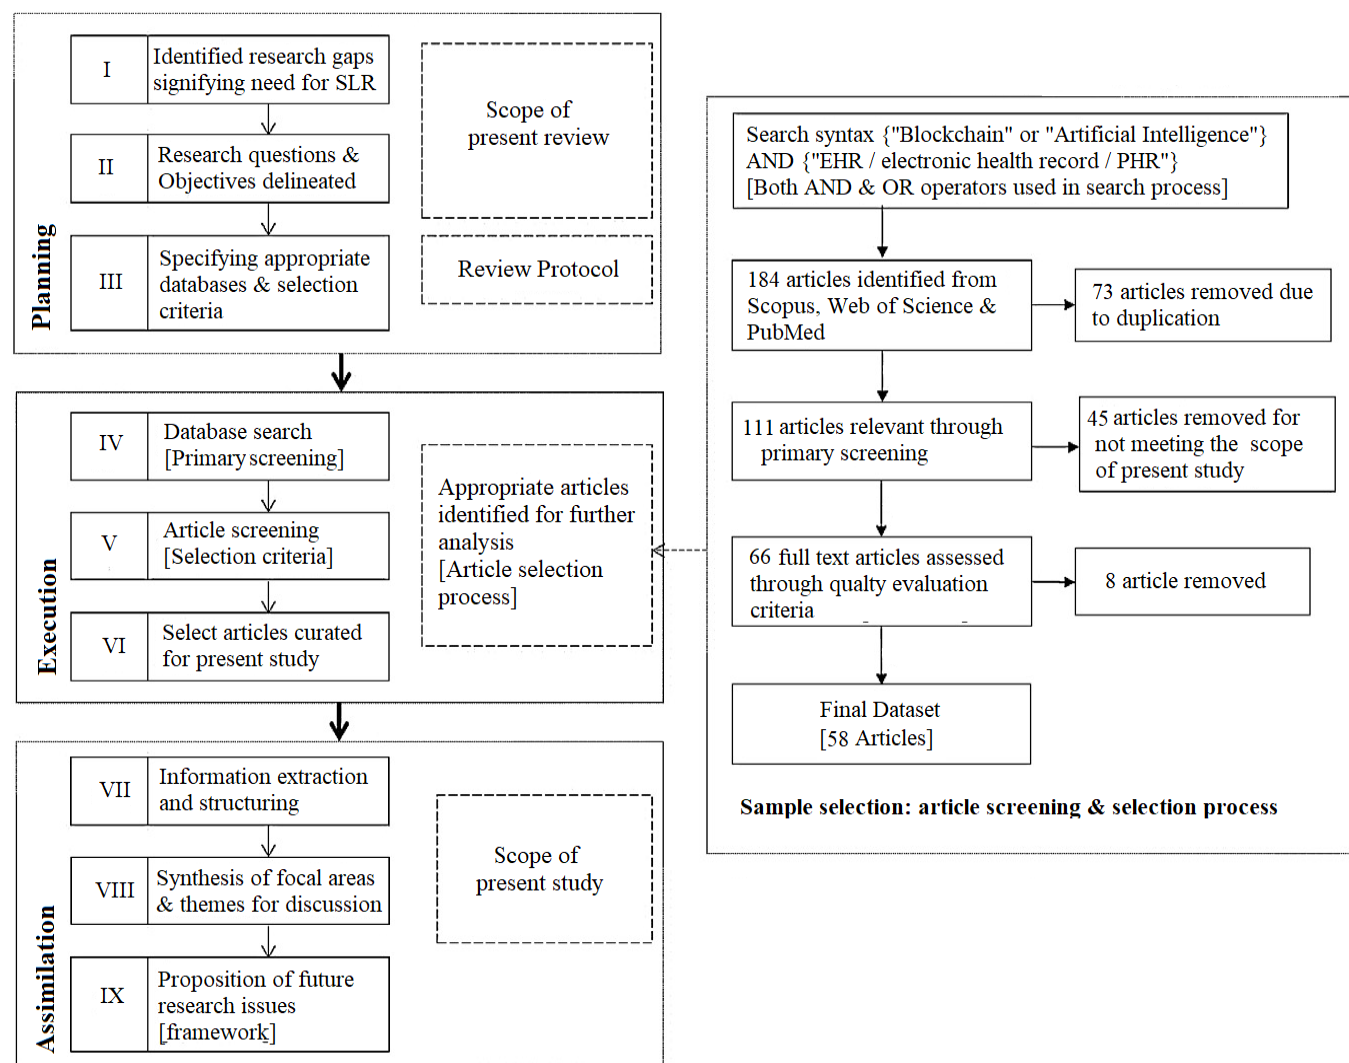 I
Identified research gaps
signifying need for SLR
II
Research questions &
Objectives delineated
III
Specifying appropriate
databases & selection
criteria
Planning
Scope of
present review
Review Protocol
IV
Database search
[Primary screening]
V
Article screening
[Selection criteria]
VI
Select articles curated
for present study
Execution
Appropriate articles
identified for further
analysis
[Article selection
process]
VII
Information extraction
and structuring
VIII
Synthesis of focal areas
& themes for discussion
IX
Proposition of future
research issues
[framework]
Assimilation
Scope of
present study
Search syntax {"Blockchain" or "Artificial Intelligence"}
AND {"EHR / electronic health record / PHR"}
[Both AND & OR operators used in search process]
184 articles identified from
Scopus, Web of Science &
PubMed
73 articles removed due
to duplication
111 articles relevant through
primary screening
45 articles removed for
not meeting the scope
of present study
66 full text articles assessed
through qualty evaluation
criteria
8 article removed
Final Dataset
[58 Articles]
Sample selection: article screening & selection process